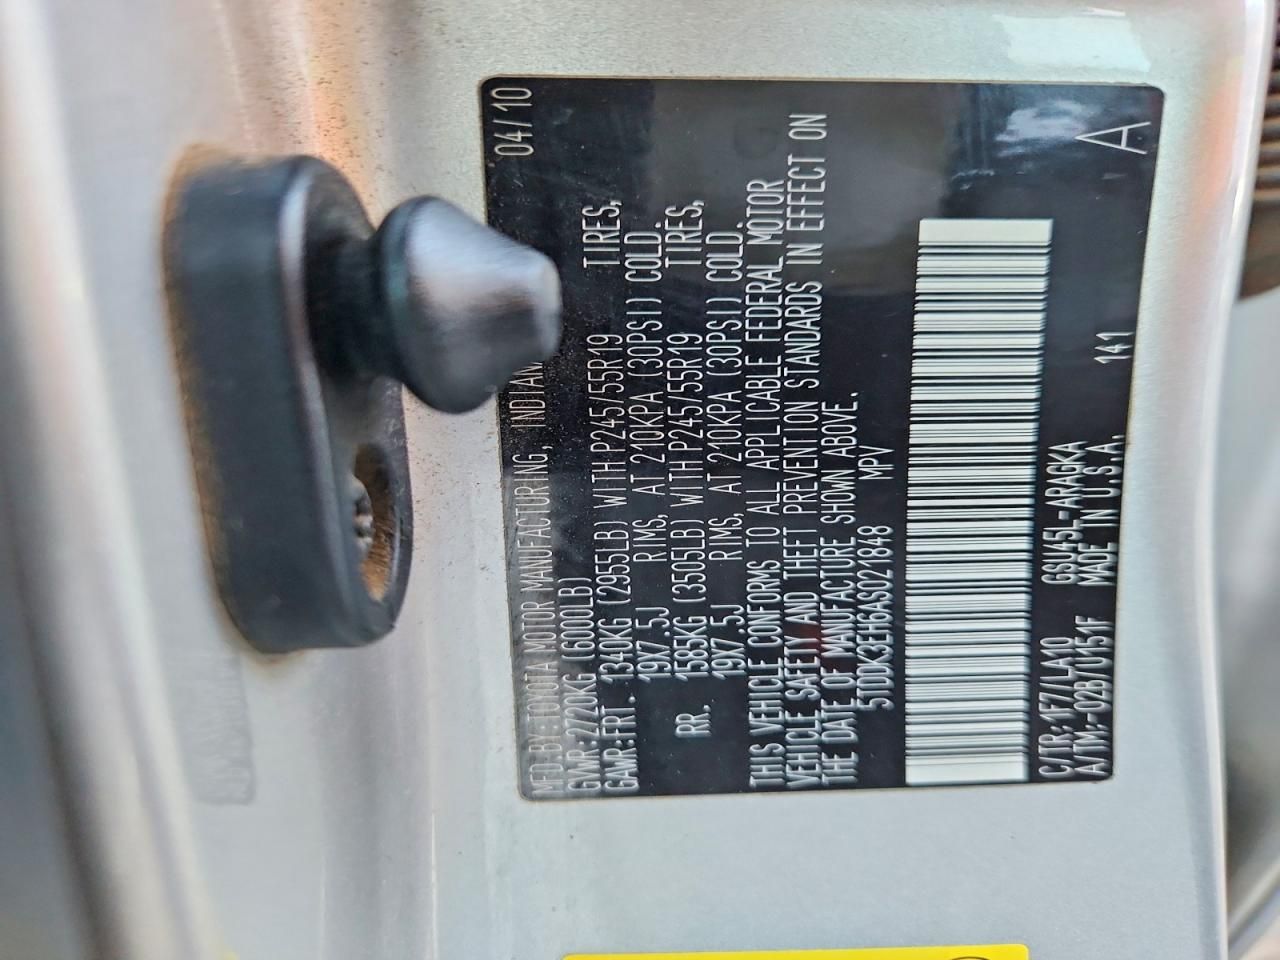 MFD.BY:TOYOTA MOTOR MANUFACTURING, 04/10
GVWR:2720KG (6000LB)
GAWR:FRT. 1340KG (2955LB) WITH P245/55R19 TIRES,
19X7.5J RIMS, AT 210KPA (30PSI) COLD.
RR. 1585KG (3505LB) WITH P245/55R19 TIRES,
19X7.5J RIMS, AT 210KPA (30PSI) COLD.
THIS VEHICLE CONFORMS TO ALL APPLICABLE FEDERAL MOTOR
VEHICLE SAFETY AND THEFT PREVENTION STANDARDS IN EFFECT ON
THE DATE OF MANUFACTURE SHOWN ABOVE.
5TDDK3EH6AS021848 MPV
C/TR:1F7/LA10 GSU45L-ARAGKA 141 A
A/TM:-02B/U151F MADE IN U.S.A.